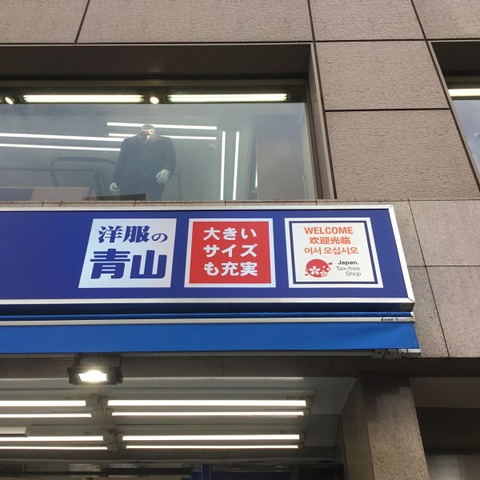 洋服の
青山
大きい
サイズ
も充実
WELCOME
欢迎光临
어서 오십시오
Japan.
Tax-free
Shop